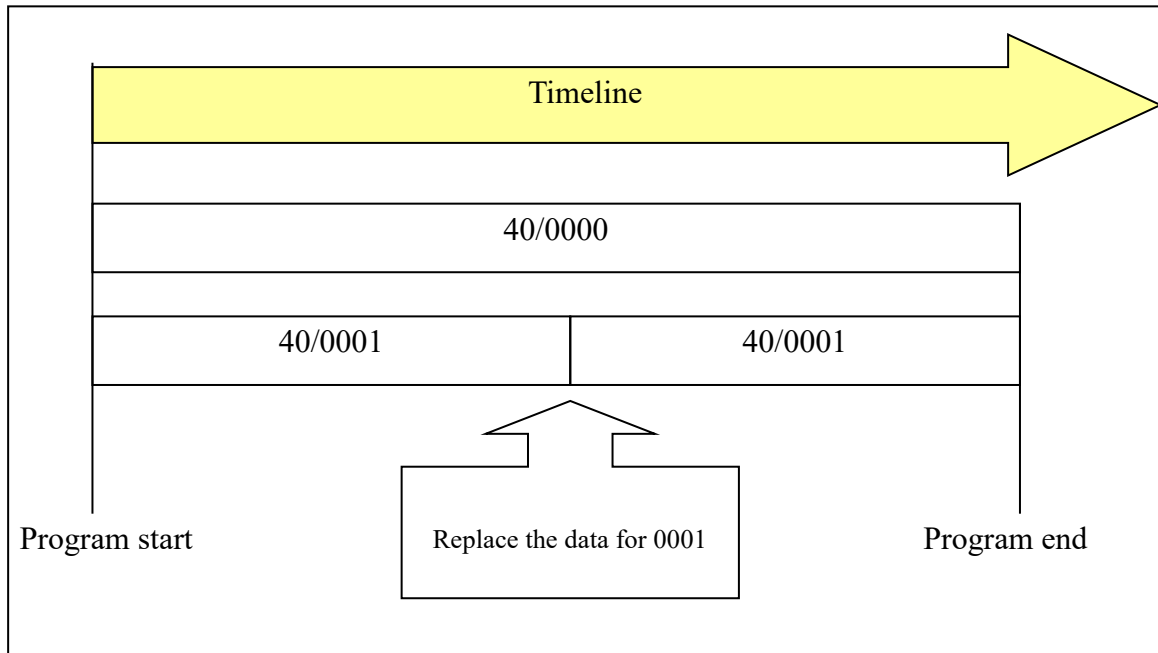 Timeline
40/0000
40/0001
40/0001
Program start
Replace the data for 0001
Program end